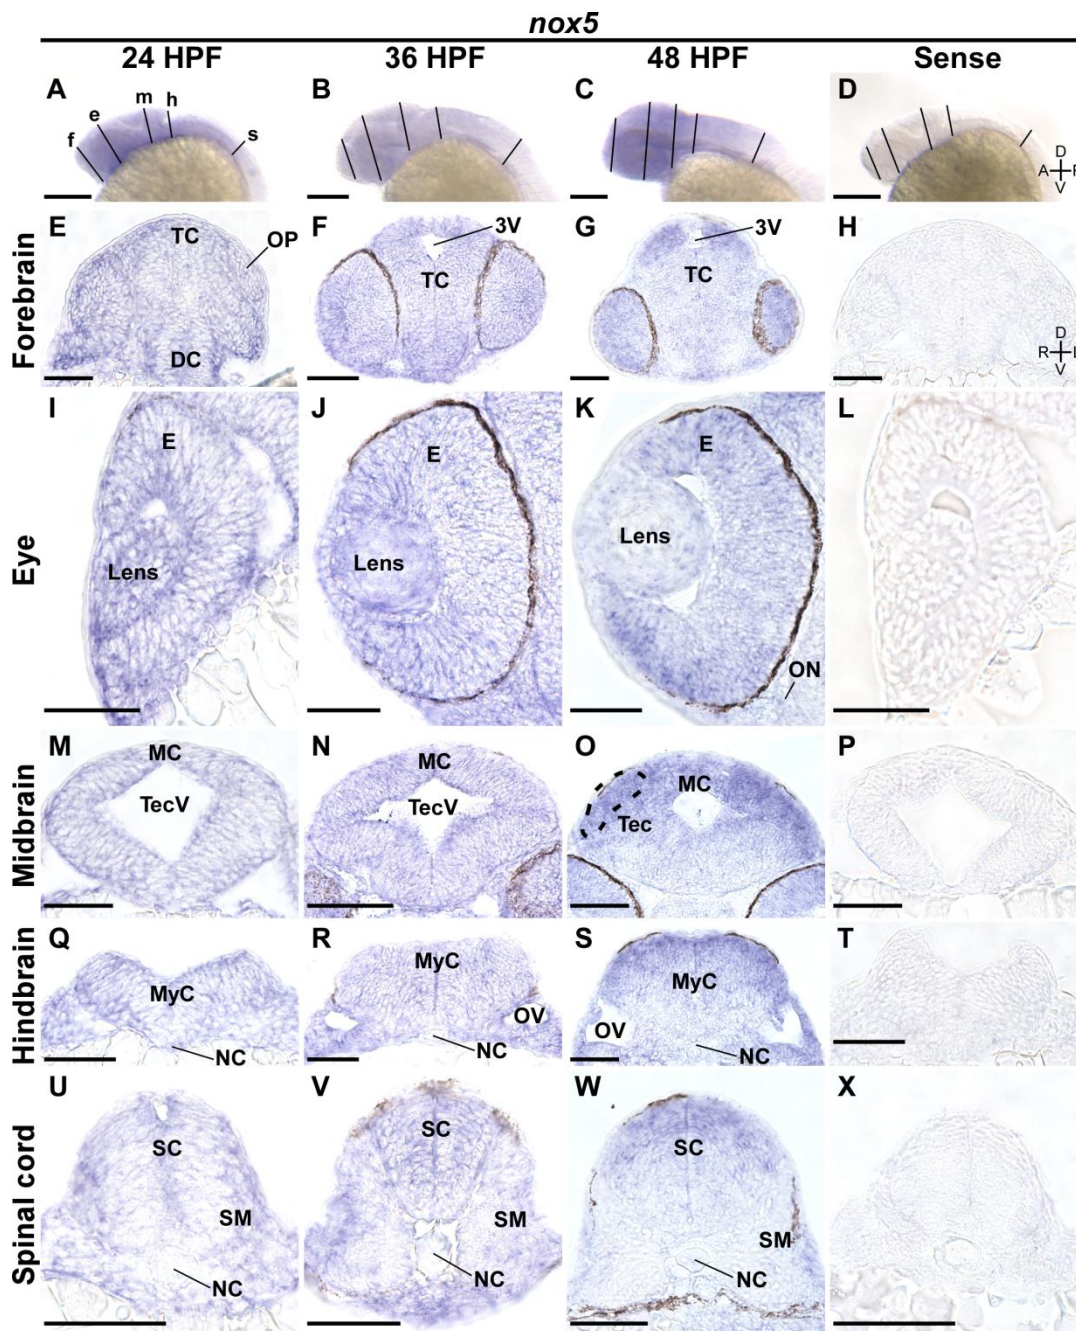 nox5
24 HPF 36 HPF 48 HPF Sense
A f e m h s B C D D A P V
Forebrain
E TC OP DC F 3V TC G 3V TC H D R L V
Eye
I E Lens J E Lens K E Lens ON L
Midbrain
M MC TecV N MC TecV O MC Tec P
Hindbrain
Q MyC NC R MyC OV NC S MyC OV NC T
Spinal cord
U SC SM NC V SC SM NC W SC SM NC X